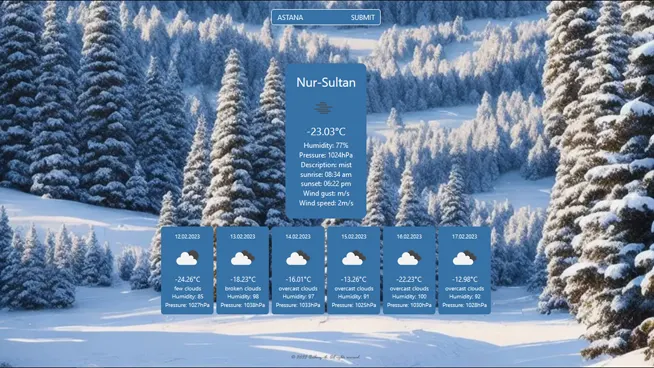 ASTANA SUBMIT
Nur-Sultan
-23.03°C
Humidity: 77%
Pressure: 1024hPa
Description: mist
sunrise: 08:34 am
sunset: 06:22 pm
Wind gust: m/s
Wind speed: 2m/s
12.02.2023
-24.26°C
few clouds
Humidity: 85
Pressure: 1027hPa
13.02.2023
-18.23°C
broken clouds
Humidity: 98
Pressure: 1038hPa
14.02.2023
-16.01°C
overcast clouds
Humidity: 97
Pressure: 1033hPa
15.02.2023
-13.26°C
overcast clouds
Humidity: 91
Pressure: 1025hPa
16.02.2023
-22.23°C
overcast clouds
Humidity: 100
Pressure: 1030hPa
17.02.2023
-12.98°C
overcast clouds
Humidity: 92
Pressure: 1028hPa